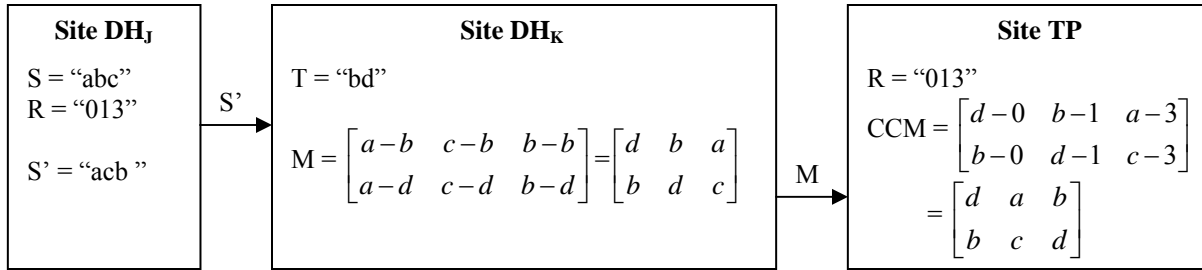 Site DH_J
S = “abc”
R = “013”
S’ = “acb ”
S’
Site DH_K
T = “bd”
M = [a − b   c − b   b − b; a − d   c − d   b − d] = [d   b   a; b   d   c]
M
Site TP
R = “013”
CCM = [d − 0   b − 1   a − 3; b − 0   d − 1   c − 3]
= [d   a   b; b   c   d]